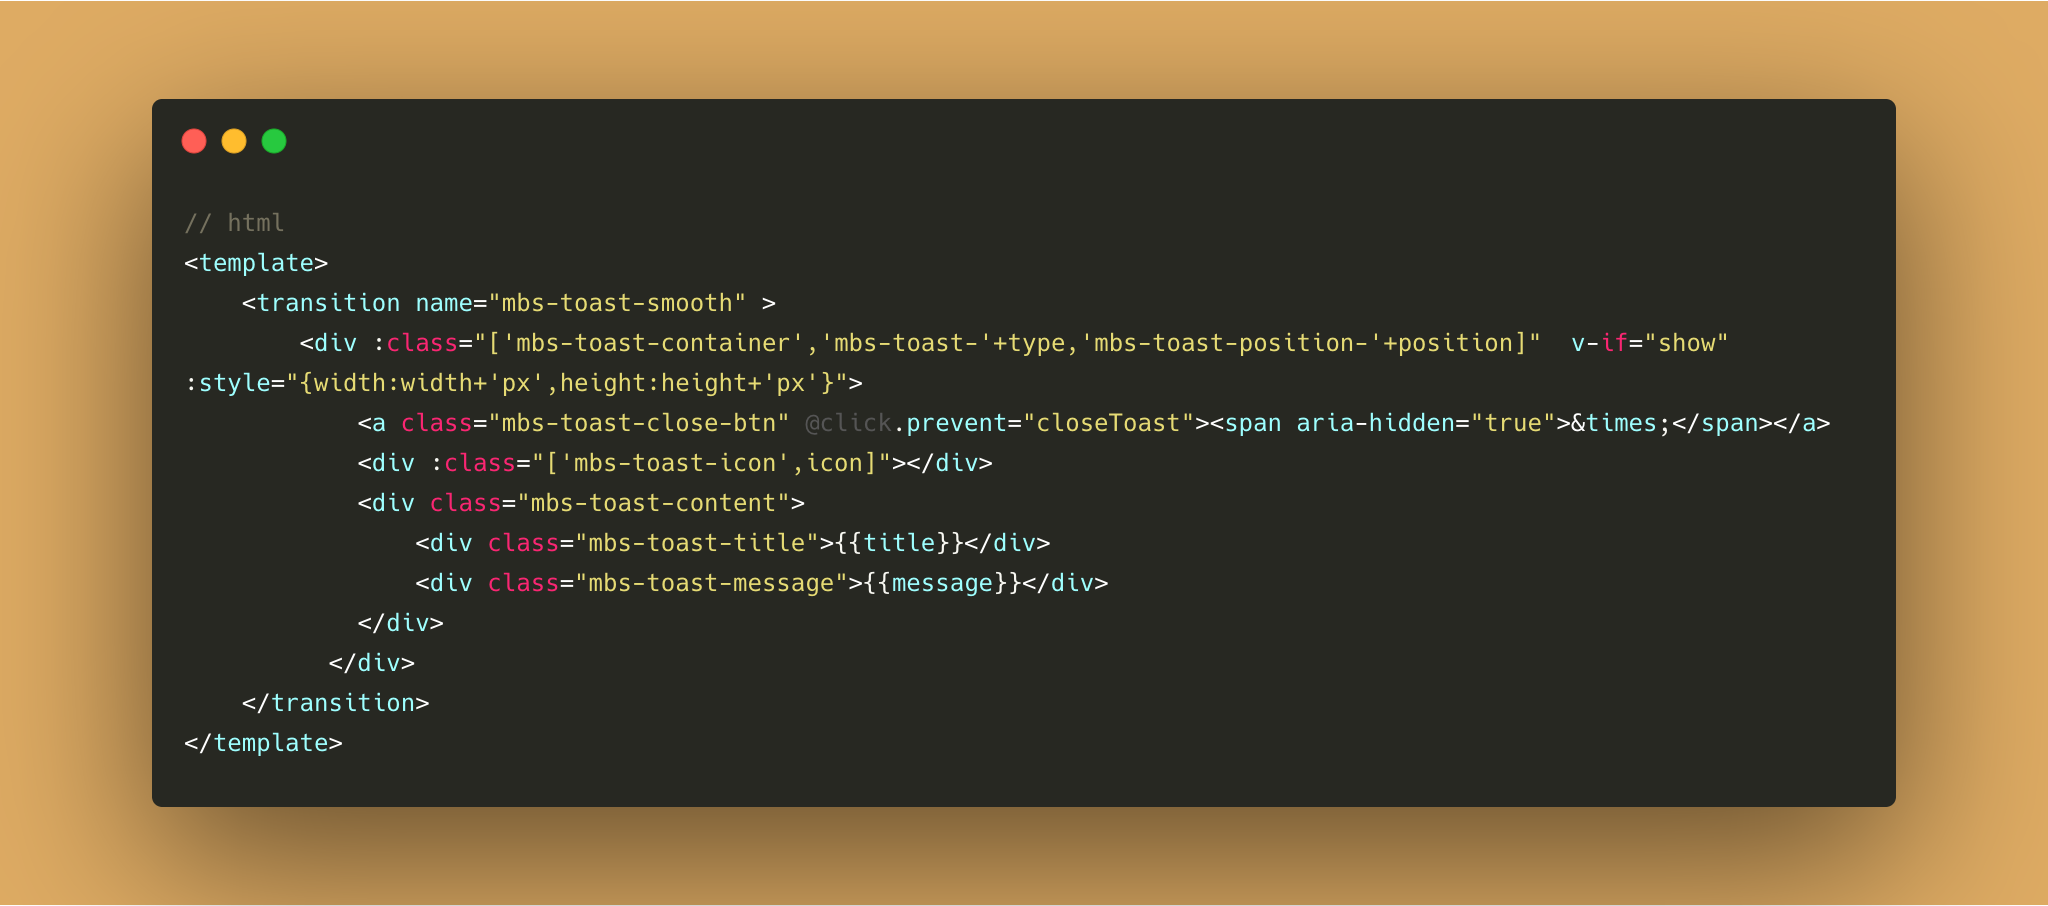 // html
<template>
    <transition name="mbs-toast-smooth" >
        <div :class="['mbs-toast-container','mbs-toast-'+type,'mbs-toast-position-'+position]"  v-if="show"
:style="{width:width+'px',height:height+'px'}">
            <a class="mbs-toast-close-btn" @click.prevent="closeToast"><span aria-hidden="true">&times;</span></a>
            <div :class="['mbs-toast-icon',icon]"></div>
            <div class="mbs-toast-content">
                <div class="mbs-toast-title">{{title}}</div>
                <div class="mbs-toast-message">{{message}}</div>
            </div>
          </div>
    </transition>
</template>